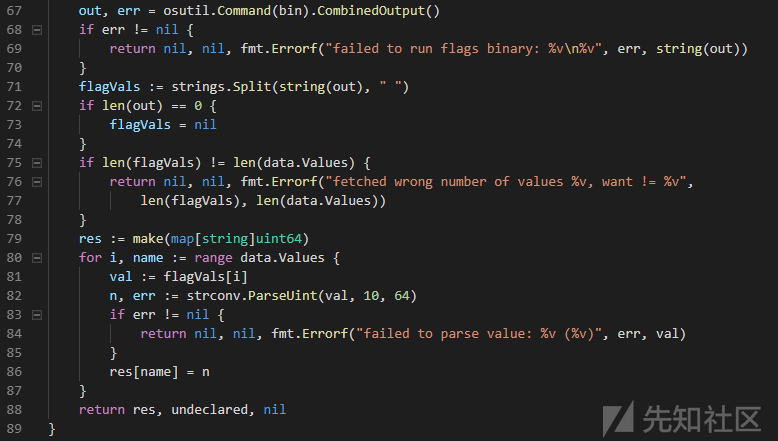 67 out, err = osutil.Command(bin).CombinedOutput()
68 if err != nil {
69 return nil, nil, fmt.Errorf("failed to run flags binary: %v\n%v", err, string(out))
70 }
71 flagVals := strings.Split(string(out), " ")
72 if len(out) == 0 {
73 flagVals = nil
74 }
75 if len(flagVals) != len(data.Values) {
76 return nil, nil, fmt.Errorf("fetched wrong number of values %v, want != %v",
77 len(flagVals), len(data.Values))
78 }
79 res := make(map[string]uint64)
80 for i, name := range data.Values {
81 val := flagVals[i]
82 n, err := strconv.ParseUint(val, 10, 64)
83 if err != nil {
84 return nil, nil, fmt.Errorf("failed to parse value: %v (%v)", err, val)
85 }
86 res[name] = n
87 }
88 return res, undeclared, nil
89 }
先知社区